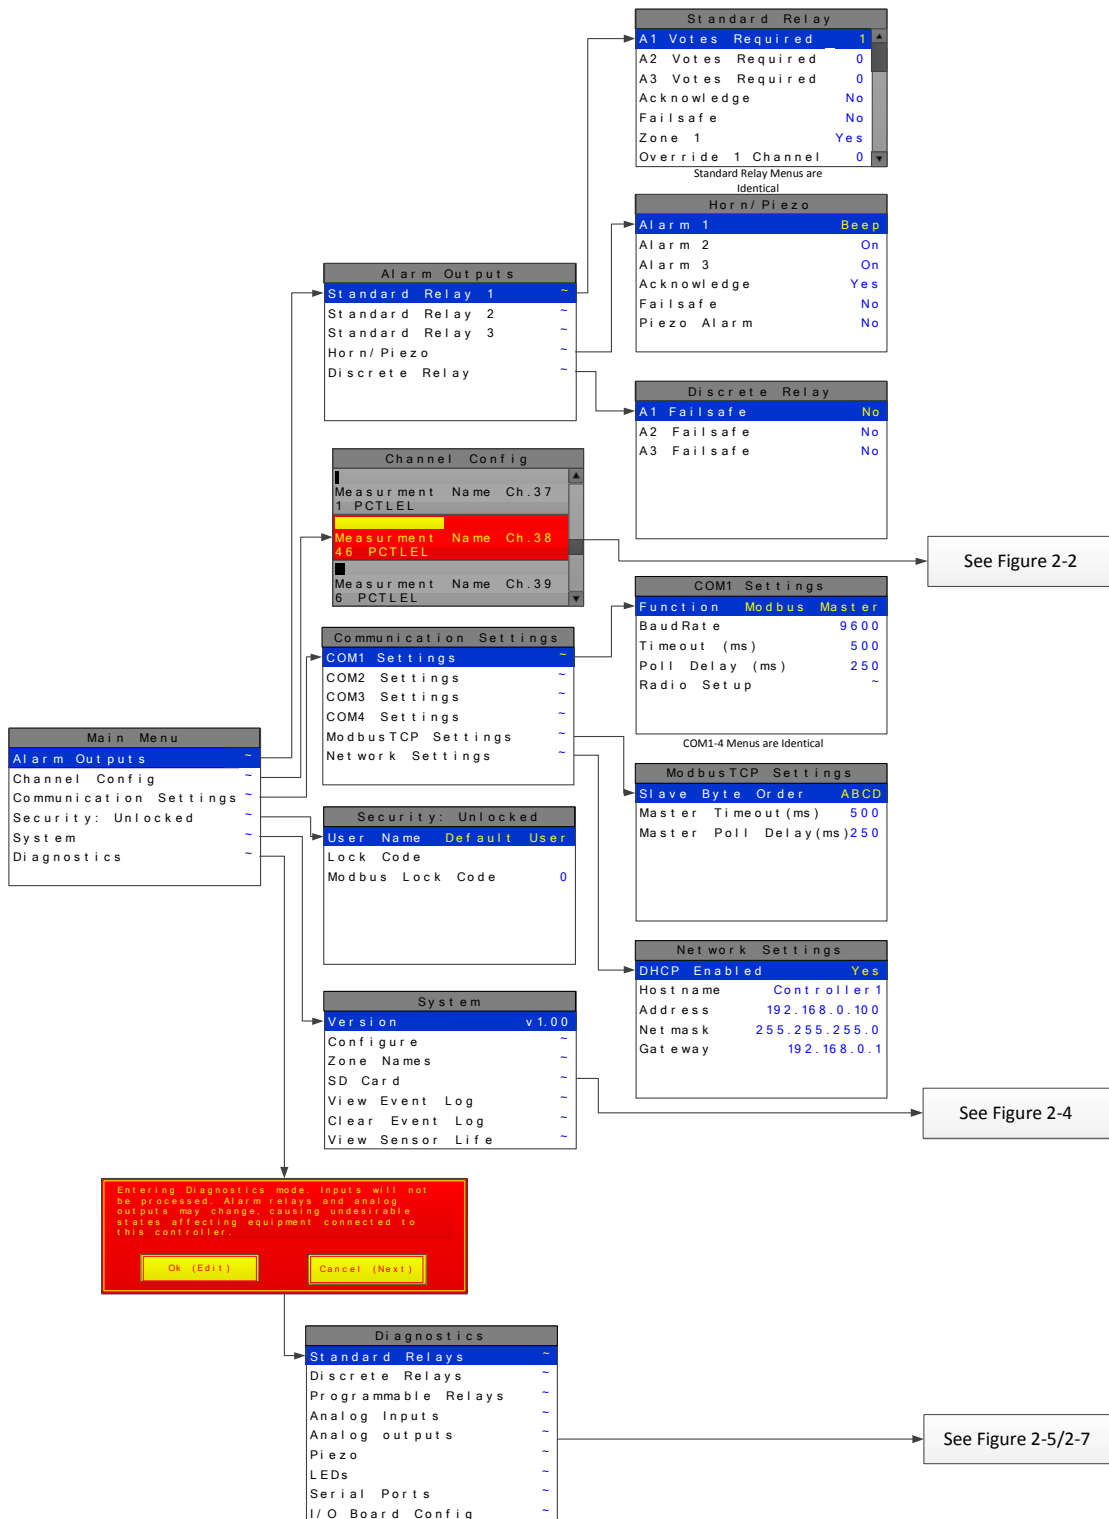 Standard Relay
A1 Votes Required 1
A2 Votes Required 0
A3 Votes Required 0
Acknowledge No
Failsafe No
Zone 1 Yes
Override 1 Channel 0
Standard Relay Menus are
Identical
Horn/Piezo
Alarm 1 Beep
Alarm 2 On
Alarm 3 On
Acknowledge Yes
Failsafe No
Piezo Alarm No
Alarm Outputs
Standard Relay 1 ~
Standard Relay 2 ~
Standard Relay 3 ~
Horn/Piezo ~
Discrete Relay ~
Discrete Relay
A1 Failsafe No
A2 Failsafe No
A3 Failsafe No
Channel Config
Measurment Name Ch.37
1 PCTLEL
Measurment Name Ch.38
46 PCTLEL
Measurment Name Ch.39
6 PCTLEL
See Figure 2-2
COM1 Settings
Function Modbus Master
BaudRate 9600
Timeout (ms) 500
Poll Delay (ms) 250
Radio Setup ~
COM1-4 Menus are Identical
Communication Settings
COM1 Settings ~
COM2 Settings ~
COM3 Settings ~
COM4 Settings ~
ModbusTCP Settings ~
Network Settings ~
Main Menu
Alarm Outputs ~
Channel Config ~
Communication Settings ~
Security: Unlocked ~
System ~
Diagnostics ~
ModbusTCP Settings
Slave Byte Order ABCD
Master Timeout(ms) 500
Master Poll Delay(ms) 250
Security: Unlocked
User Name Default User
Lock Code
Modbus Lock Code 0
Network Settings
DHCP Enabled Yes
Hostname Controller1
Address 192.168.0.100
Netmask 255.255.255.0
Gateway 192.168.0.1
System
Version v1.00
Configure ~
Zone Names ~
SD Card ~
View Event Log ~
Clear Event Log ~
View Sensor Life ~
See Figure 2-4
Entering Diagnostics mode. Inputs will not
be processed. Alarm relays and analog
outputs may change, causing undesirable
states affecting equipment connected to
this controller.
Ok (Edit)
Cancel (Next)
Diagnostics
Standard Relays ~
Discrete Relays ~
Programmable Relays ~
Analog Inputs ~
Analog outputs ~
Piezo ~
LEDs ~
Serial Ports ~
I/O Board Config ~
See Figure 2-5/2-7